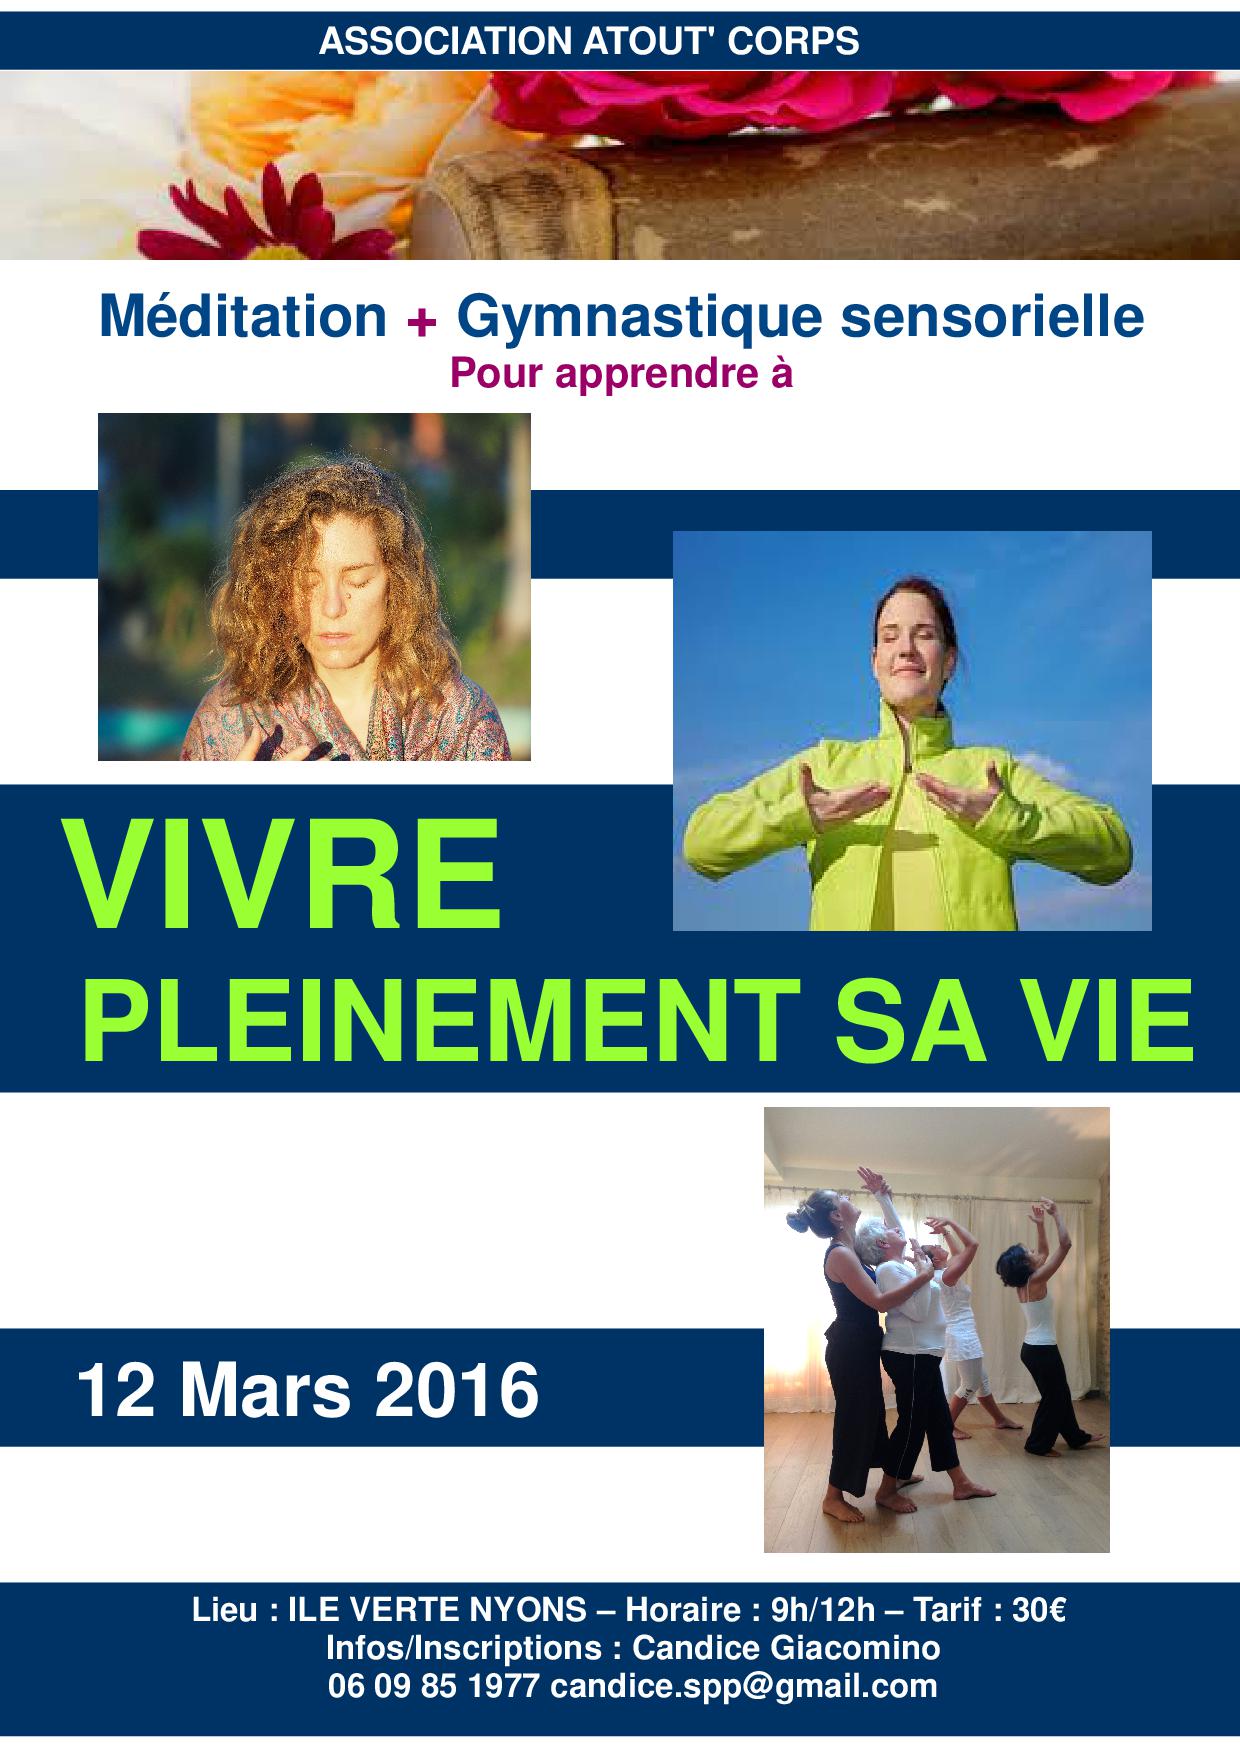 ASSOCIATION ATOUT' CORPS
Méditation + Gymnastique sensorielle
Pour apprendre à
VIVRE
PLEINEMENT SA VIE
12 Mars 2016
Lieu : ILE VERTE NYONS – Horaire : 9h/12h – Tarif : 30€
Infos/Inscriptions : Candice Giacomino
06 09 85 1977 candice.spp@gmail.com